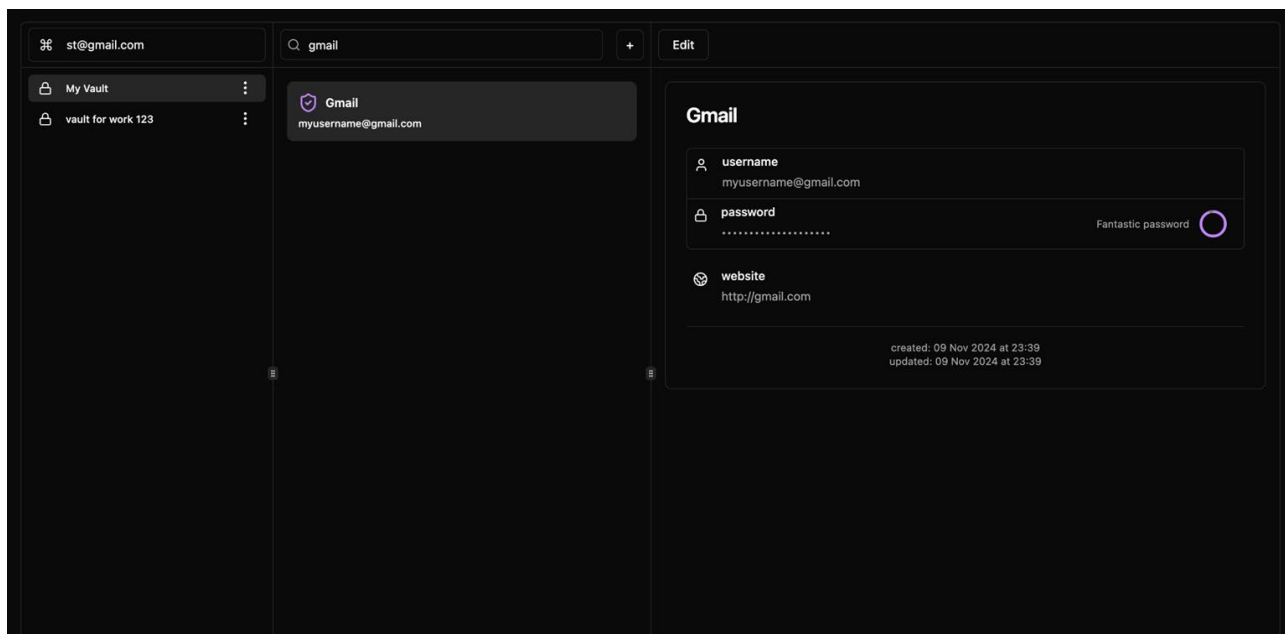 st@gmail.com
My Vault
vault for work 123
gmail
+
Gmail
myusername@gmail.com
Edit
Gmail
username
myusername@gmail.com
password
....................
Fantastic password
website
http://gmail.com
created: 09 Nov 2024 at 23:39
updated: 09 Nov 2024 at 23:39